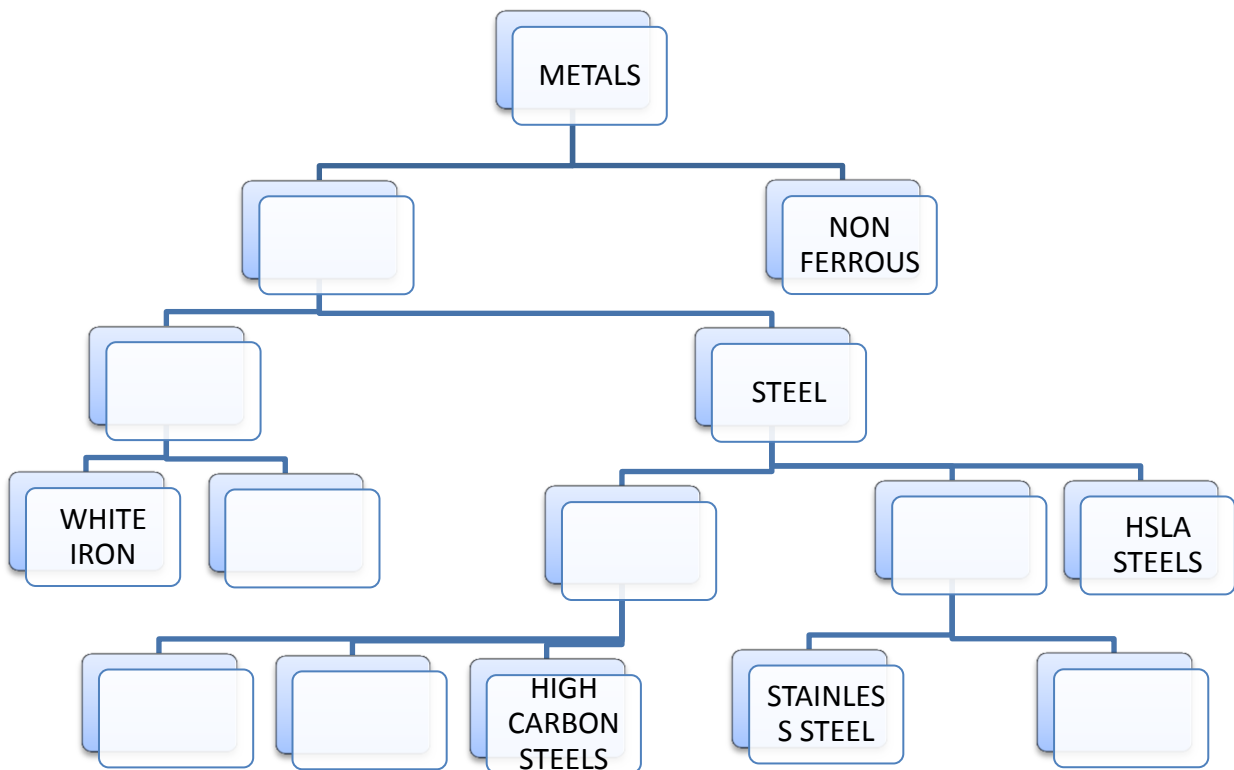 METALS
NON
FERROUS
STEEL
WHITE
IRON
HSLA
STEELS
HIGH
CARBON
STEELS
STAINLES
S STEEL